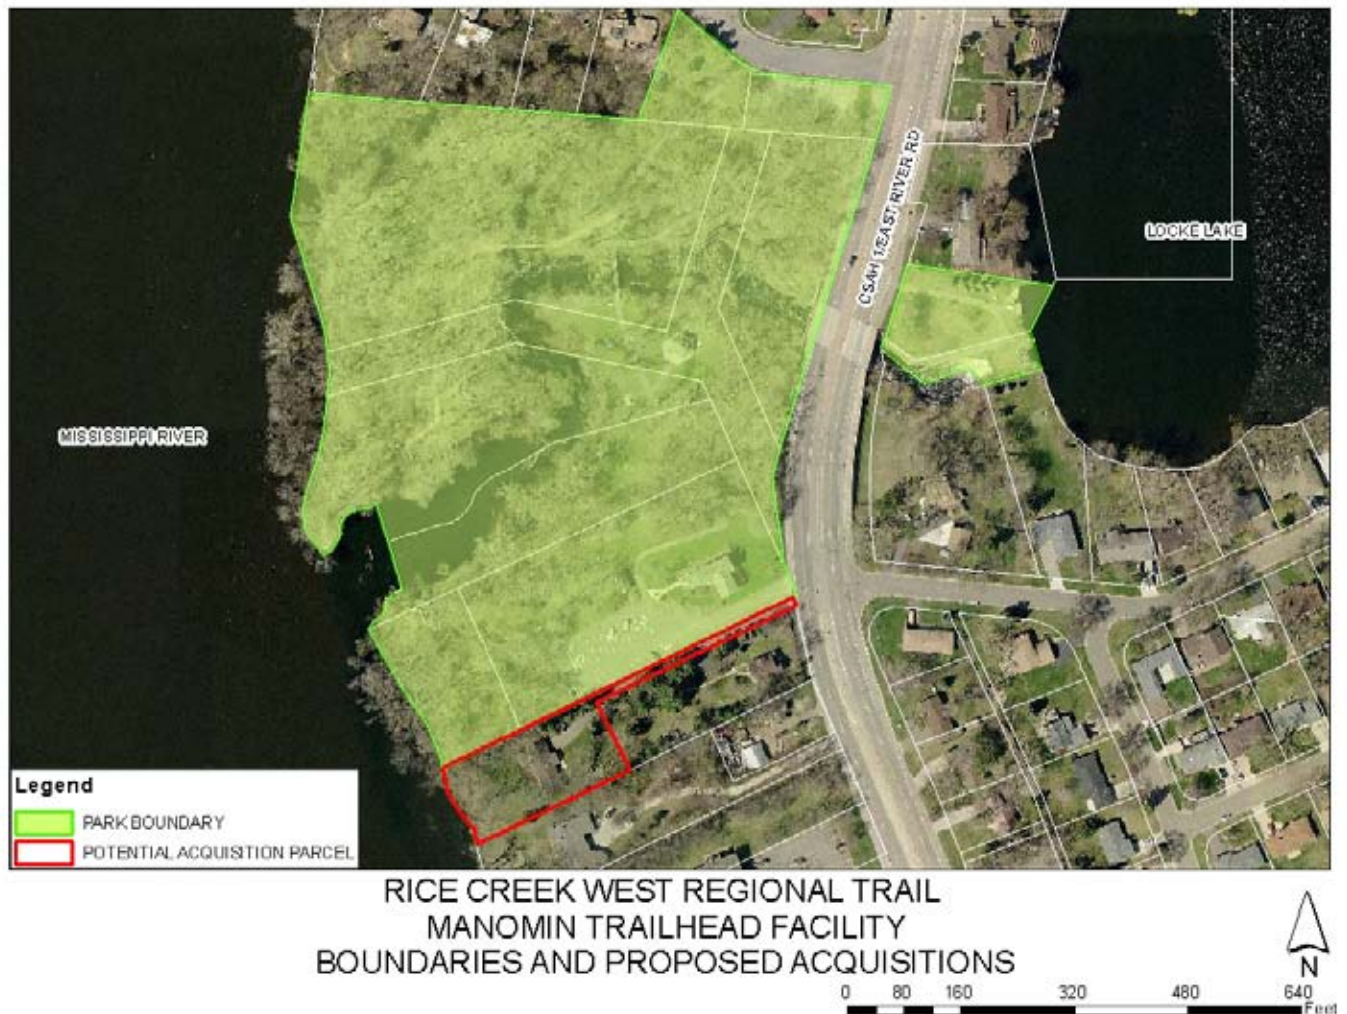 CSAH 1/EAST RIVER RD
LOCKE LAKE
MISSISSIPPI RIVER
Legend
PARK BOUNDARY
POTENTIAL ACQUISITION PARCEL
RICE CREEK WEST REGIONAL TRAIL
MANOMIN TRAILHEAD FACILITY
BOUNDARIES AND PROPOSED ACQUISITIONS
N
0 80 160 320 480 640
Feet